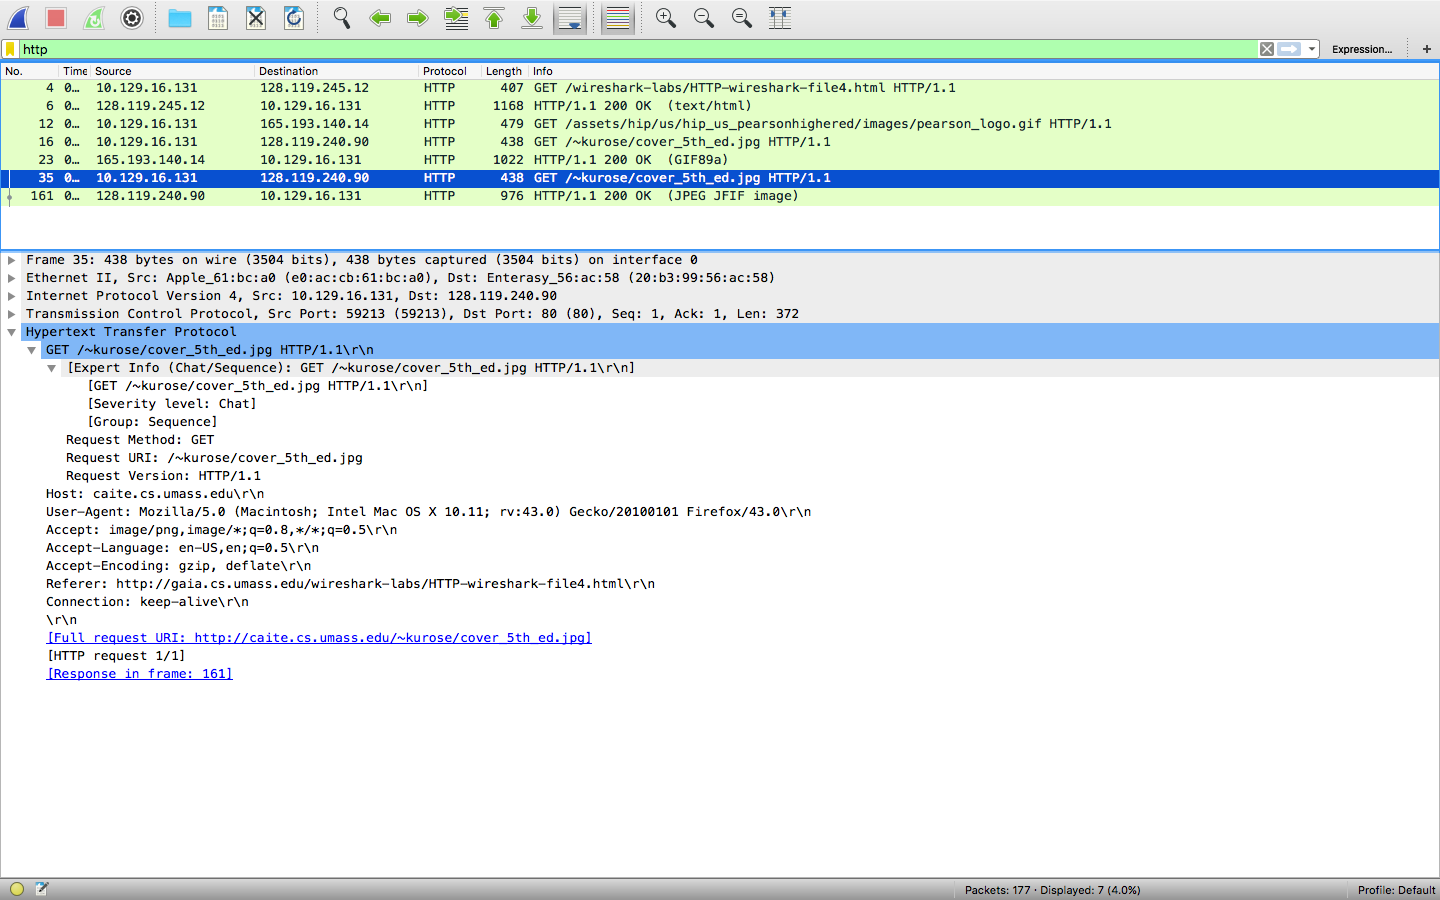 http
Expression...
+
No. Time Source Destination Protocol Length Info
4 0... 10.129.16.131 128.119.245.12 HTTP 407 GET /wireshark-labs/HTTP-wireshark-file4.html HTTP/1.1
6 0... 128.119.245.12 10.129.16.131 HTTP 1168 HTTP/1.1 200 OK (text/html)
12 0... 10.129.16.131 165.193.140.14 HTTP 479 GET /assets/hip/us/hip_us_pearsonhighered/images/pearson_logo.gif HTTP/1.1
16 0... 10.129.16.131 128.119.240.90 HTTP 438 GET /~kurose/cover_5th_ed.jpg HTTP/1.1
23 0... 165.193.140.14 10.129.16.131 HTTP 1022 HTTP/1.1 200 OK (GIF89a)
35 0... 10.129.16.131 128.119.240.90 HTTP 438 GET /~kurose/cover_5th_ed.jpg HTTP/1.1
161 0... 128.119.240.90 10.129.16.131 HTTP 976 HTTP/1.1 200 OK (JPEG JFIF image)
Frame 35: 438 bytes on wire (3504 bits), 438 bytes captured (3504 bits) on interface 0
Ethernet II, Src: Apple_61:bc:a0 (e0:ac:cb:61:bc:a0), Dst: Enterasy_56:ac:58 (20:b3:99:56:ac:58)
Internet Protocol Version 4, Src: 10.129.16.131, Dst: 128.119.240.90
Transmission Control Protocol, Src Port: 59213 (59213), Dst Port: 80 (80), Seq: 1, Ack: 1, Len: 372
Hypertext Transfer Protocol
GET /~kurose/cover_5th_ed.jpg HTTP/1.1\r\n
[Expert Info (Chat/Sequence): GET /~kurose/cover_5th_ed.jpg HTTP/1.1\r\n]
[GET /~kurose/cover_5th_ed.jpg HTTP/1.1\r\n]
[Severity level: Chat]
[Group: Sequence]
Request Method: GET
Request URI: /~kurose/cover_5th_ed.jpg
Request Version: HTTP/1.1
Host: caite.cs.umass.edu\r\n
User-Agent: Mozilla/5.0 (Macintosh; Intel Mac OS X 10.11; rv:43.0) Gecko/20100101 Firefox/43.0\r\n
Accept: image/png,image/*;q=0.8,*/*;q=0.5\r\n
Accept-Language: en-US,en;q=0.5\r\n
Accept-Encoding: gzip, deflate\r\n
Referer: http://gaia.cs.umass.edu/wireshark-labs/HTTP-wireshark-file4.html\r\n
Connection: keep-alive\r\n
\r\n
[Full request URI: http://caite.cs.umass.edu/~kurose/cover_5th_ed.jpg]
[HTTP request 1/1]
[Response in frame: 161]
Packets: 177 · Displayed: 7 (4.0%)
Profile: Default